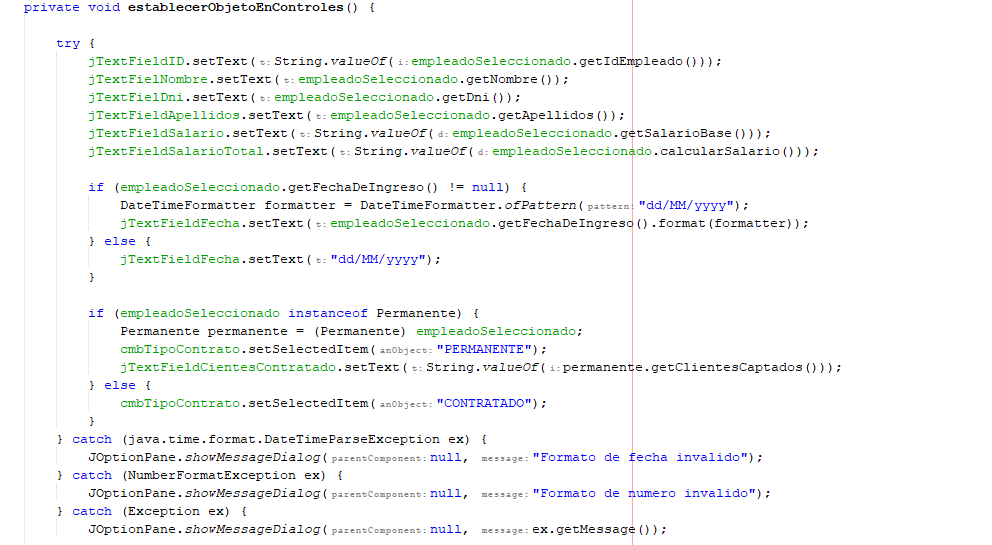 private void establecerObjetoEnControles() {
try {
jTextFieldID.setText(t: String.valueOf(i: empleadoSeleccionado.getIdEmpleado()));
jTextFielNombre.setText(t: empleadoSeleccionado.getNombre());
jTextFielDni.setText(t: empleadoSeleccionado.getDni());
jTextFieldApellidos.setText(t: empleadoSeleccionado.getApellidos());
jTextFieldSalario.setText(t: String.valueOf(d: empleadoSeleccionado.getSalarioBase()));
jTextFieldSalarioTotal.setText(t: String.valueOf(d: empleadoSeleccionado.calcularSalario()));
if (empleadoSeleccionado.getFechaDeIngreso() != null) {
DateTimeFormatter formatter = DateTimeFormatter.ofPattern(pattern: "dd/MM/yyyy");
jTextFieldFecha.setText(t: empleadoSeleccionado.getFechaDeIngreso().format(formatter));
} else {
jTextFieldFecha.setText(t: "dd/MM/yyyy");
}
if (empleadoSeleccionado instanceof Permanente) {
Permanente permanente = (Permanente) empleadoSeleccionado;
cmbTipoContrato.setSelectedItem(anObject: "PERMANENTE");
jTextFieldCientesContratado.setText(t: String.valueOf(i: permanente.getClientesCaptados()));
} else {
cmbTipoContrato.setSelectedItem(anObject: "CONTRATADO");
}
} catch (java.time.format.DateTimeParseException ex) {
JOptionPane.showMessageDialog(parentComponent: null, message: "Formato de fecha invalido");
} catch (NumberFormatException ex) {
JOptionPane.showMessageDialog(parentComponent: null, message: "Formato de numero invalido");
} catch (Exception ex) {
JOptionPane.showMessageDialog(parentComponent: null, message: ex.getMessage());